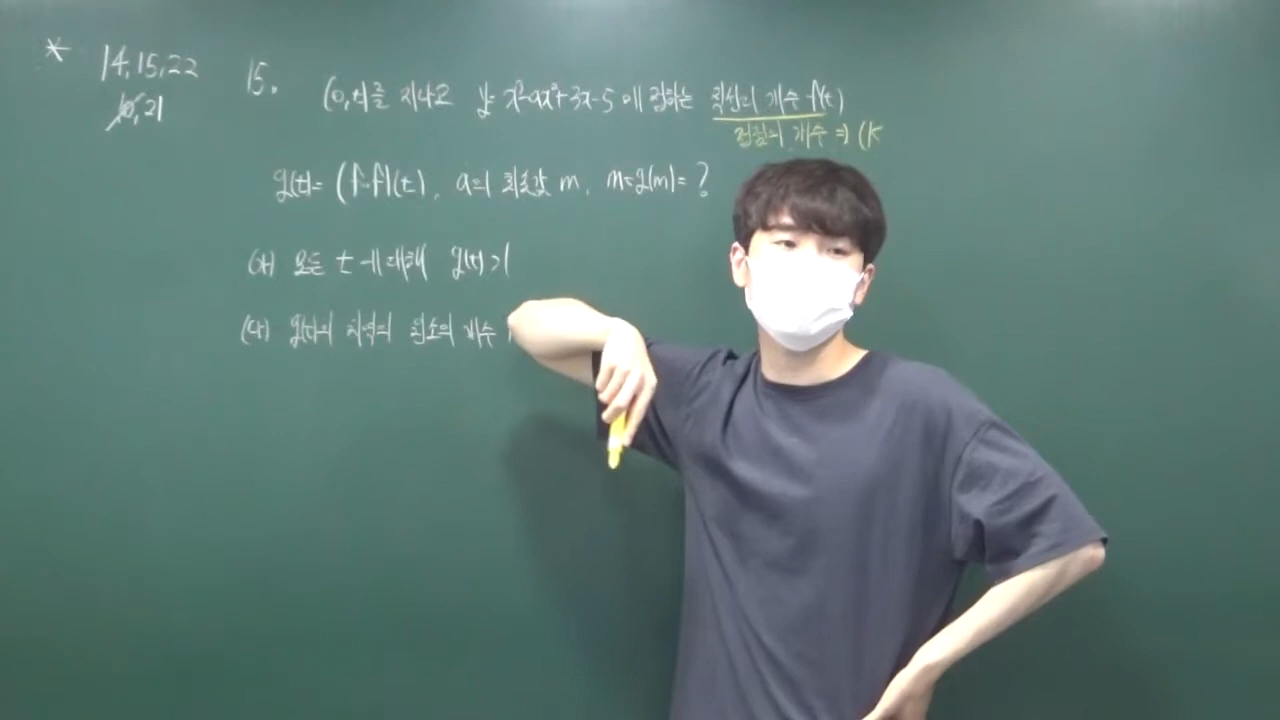 * 14, 15, 22
10, 21
15. (0, t)를 지나고 y = x³-ax²+3x-5 에 접하는 직선의 개수 f(t)
접점의 개수 ⇒ (k
g(t) = (f∘f)(t), a의 최솟값 m, m+g(m) = ?
(가) 모든 t에 대해 g(t) > 1
(나) g(t)의 치역의 원소의 개수 1